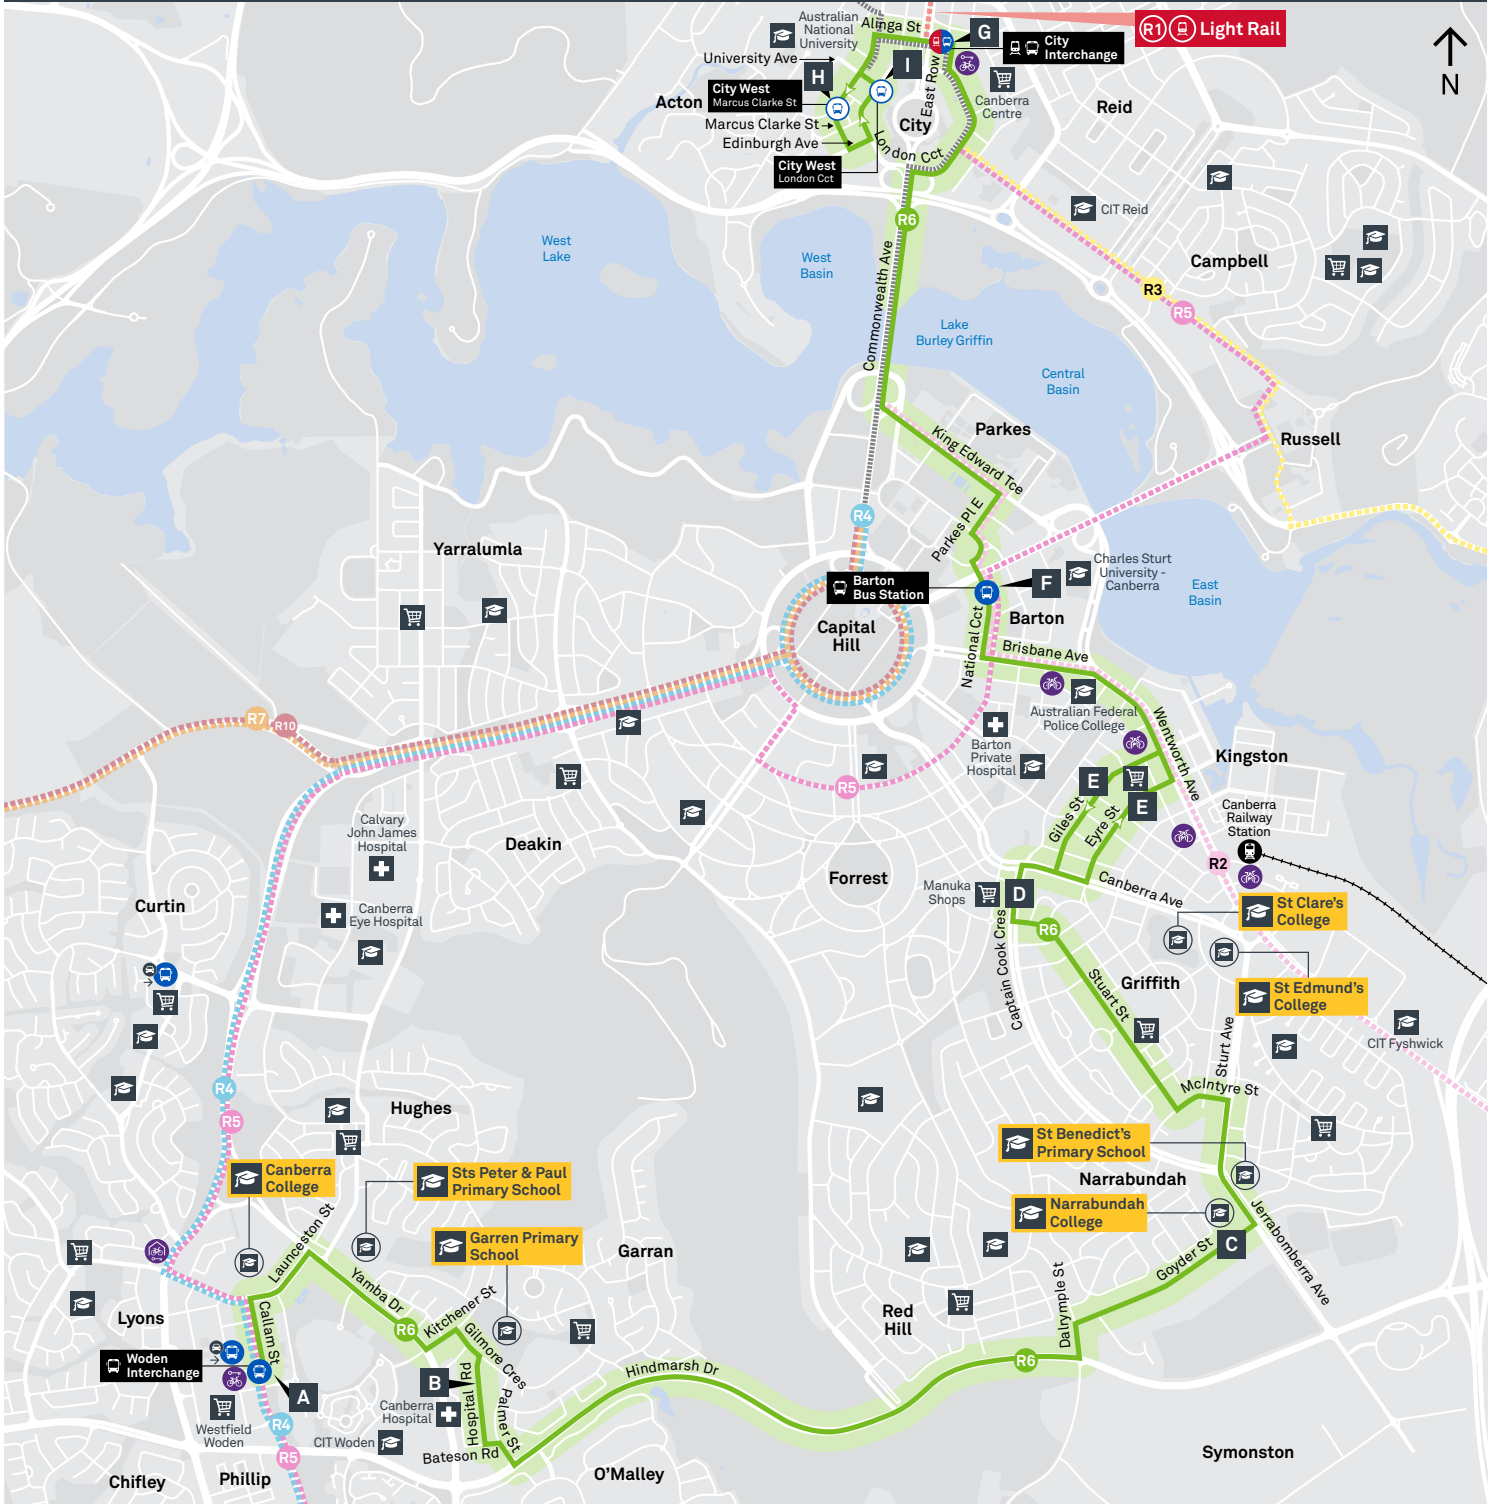 Australian
National
University
Alinga St
G
R1 Light Rail
City
Interchange
N
University Ave
H
I
East Row
Canberra
Centre
Reid
Acton
City West
Marcus Clarke St
Marcus Clarke St
City
Edinburgh Ave
London Cct
City West
London Cct
CIT Reid
R6
West
Lake
West
Basin
Commonwealth Ave
Campbell
R3
R5
Lake
Burley Griffin
Central
Basin
Parkes
King Edward Tce
Russell
R4
Parkes Pl E
Yarralumla
Charles Sturt
University -
Canberra
Barton
Bus Station
F
East
Basin
Capital
Hill
Barton
National Cct
Brisbane Ave
R7
R10
Australian Federal
Police College
Wentworth Ave
Barton
Private
Hospital
Kingston
R5
E
E
Giles St
Eyre St
Canberra
Railway
Station
Calvary
John James
Hospital
Deakin
R2
Forrest
Manuka
Shops
D
Canberra Ave
Curtin
Canberra
Eye Hospital
St Clare's
College
R6
Captain Cook Cres
Stuart St
Griffith
St Edmund's
College
Sturt Ave
CIT Fyshwick
R4
R5
Hughes
McIntyre St
St Benedict's
Primary School
Canberra
College
Sts Peter & Paul
Primary School
Narrabundah
Narrabundah
College
Launceston St
Garren Primary
School
Garran
Goyder St
C
Jerrabomberra Ave
Yamba Dr
Lyons
Callam St
R6
Kitchener St
Gilmore Cres
Red
Hill
Dalrymple St
Woden
Interchange
A
B
Hindmarsh Dr
R6
Hospital Rd
Palmer St
Westfield
Woden
R4
Canberra
Hospital
CIT Woden
R5
Bateson Rd
Symonston
Chifley
Phillip
O'Malley